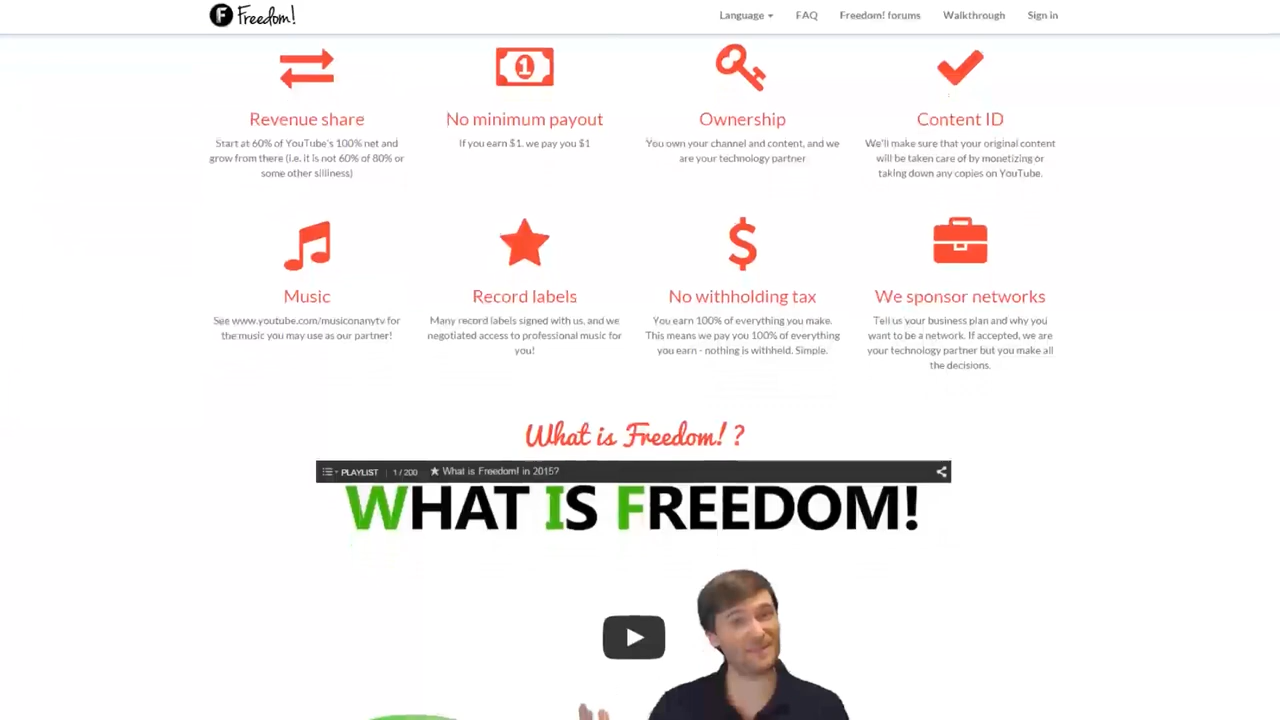 F Freedom!
Language FAQ Freedom! forums Walkthrough Sign in
1
Revenue share
Start at 60% of YouTube's 100% net and
grow from there (i.e. it is not 60% of 80% or
some other silliness)
No minimum payout
If you earn $1, we pay you $1
Ownership
You own your channel and content, and we
are your technology partner
Content ID
We'll make sure that your original content
will be taken care of by monetizing or
taking down any copies on YouTube.
Music
See www.youtube.com/musiconanytv for
the music you may use as our partner!
Record labels
Many record labels signed with us, and we
negotiated access to professional music for
you!
$
No withholding tax
You earn 100% of everything you make.
This means we pay you 100% of everything
you earn - nothing is withheld. Simple.
We sponsor networks
Tell us your business plan and why you
want to be a network. If accepted, we are
your technology partner but you make all
the decisions.
What is Freedom! ?
PLAYLIST | 1 / 200 ★ What is Freedom! in 2015?
WHAT IS FREEDOM!